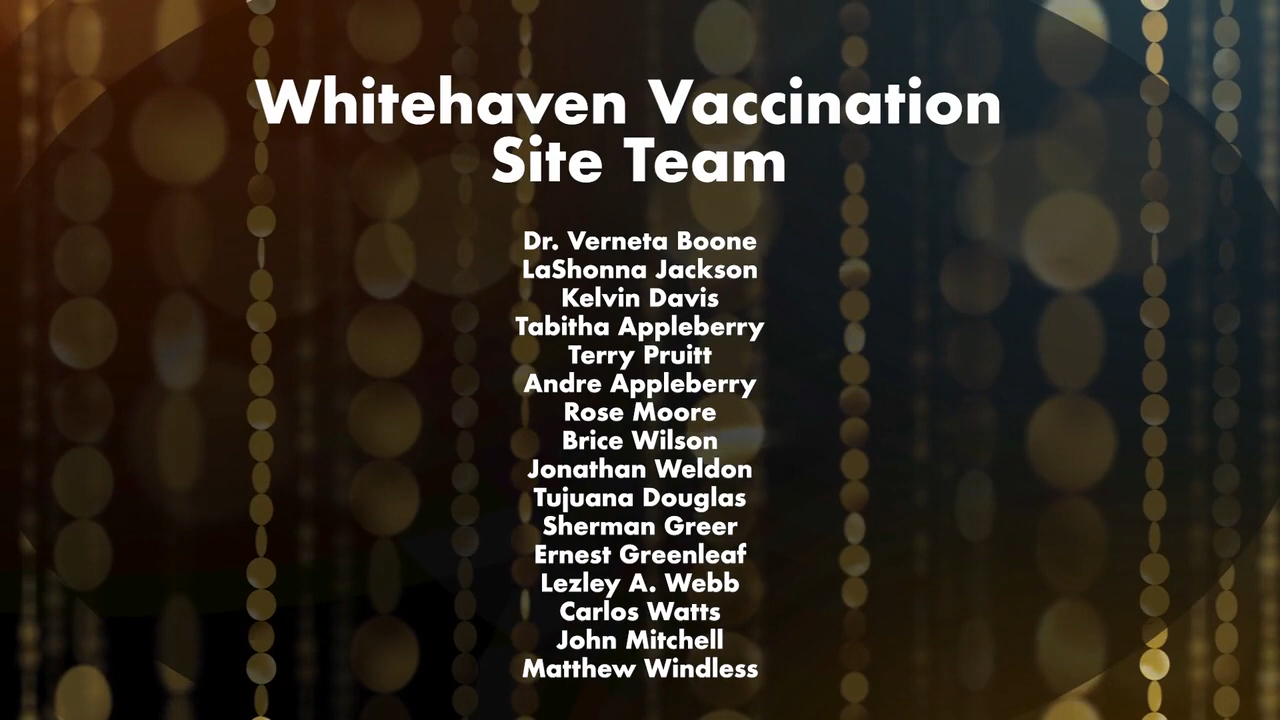 Whitehaven Vaccination
Site Team
Dr. Verneta Boone
LaShonna Jackson
Kelvin Davis
Tabitha Appleberry
Terry Pruitt
Andre Appleberry
Rose Moore
Brice Wilson
Jonathan Weldon
Tujuana Douglas
Sherman Greer
Ernest Greenleaf
Lezley A. Webb
Carlos Watts
John Mitchell
Matthew Windless